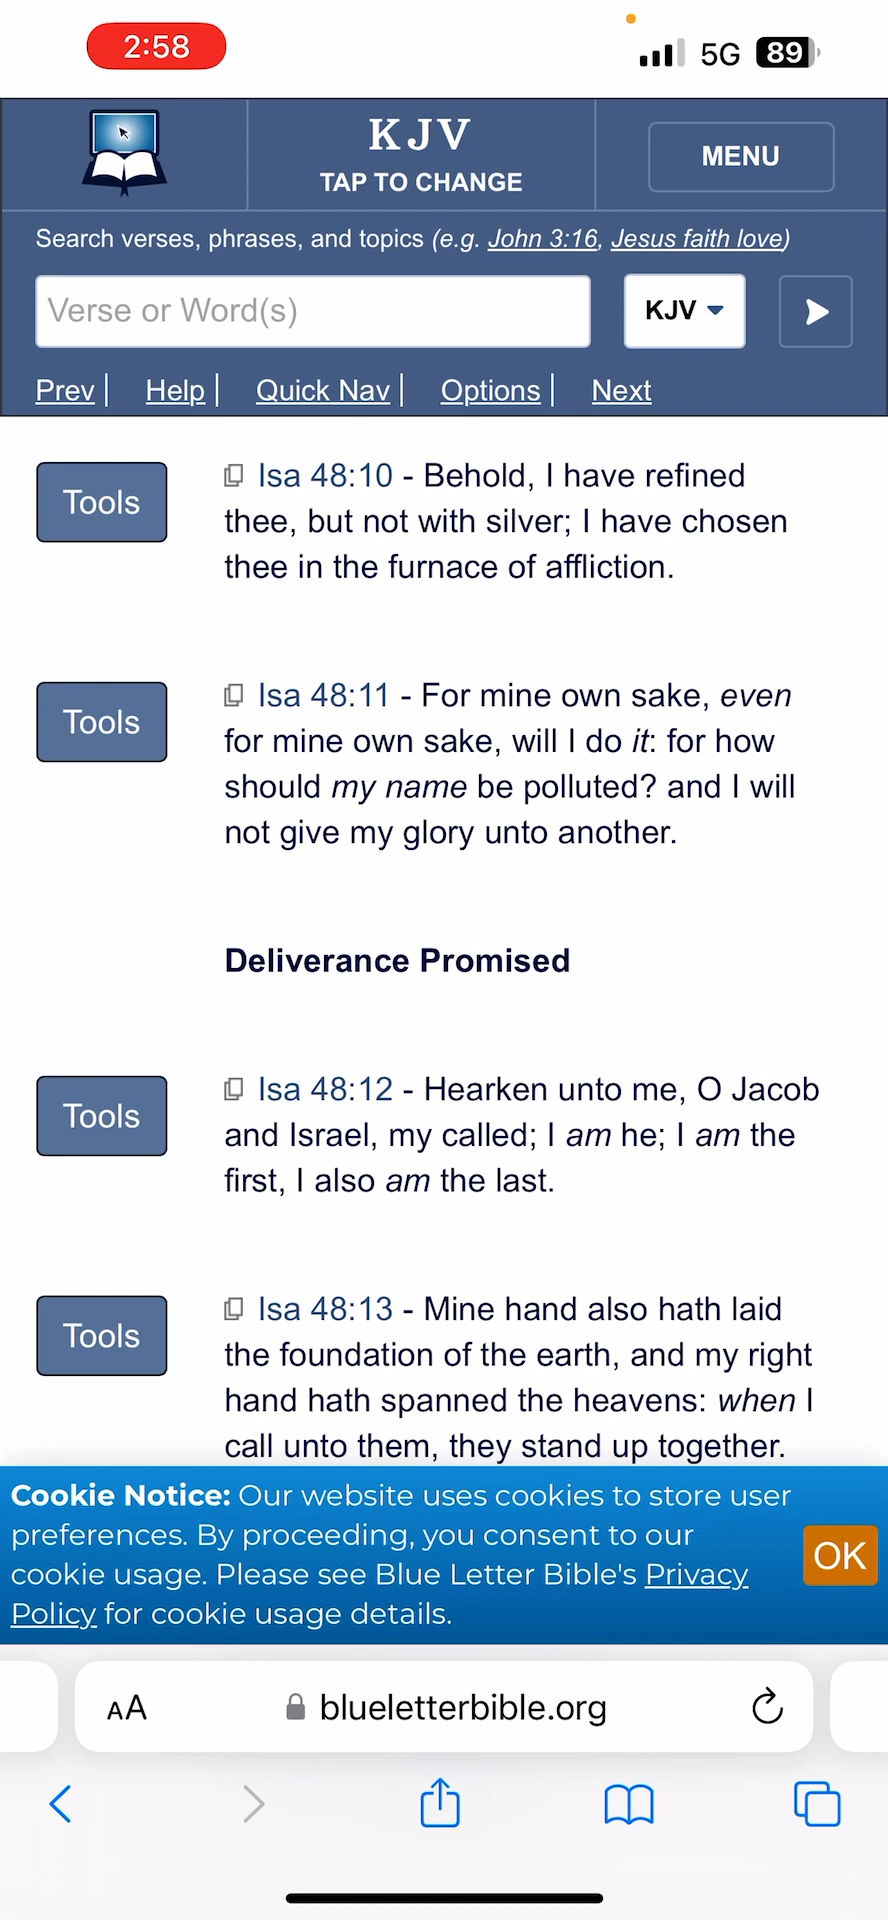 2:58
5G 89
KJV
TAP TO CHANGE
MENU
Search verses, phrases, and topics (e.g. John 3:16, Jesus faith love)
Verse or Word(s)
KJV
Prev | Help | Quick Nav | Options | Next
Tools
Isa 48:10 - Behold, I have refined
thee, but not with silver; I have chosen
thee in the furnace of affliction.
Tools
Isa 48:11 - For mine own sake, even
for mine own sake, will I do it: for how
should my name be polluted? and I will
not give my glory unto another.
Deliverance Promised
Tools
Isa 48:12 - Hearken unto me, O Jacob
and Israel, my called; I am he; I am the
first, I also am the last.
Tools
Isa 48:13 - Mine hand also hath laid
the foundation of the earth, and my right
hand hath spanned the heavens: when I
call unto them, they stand up together.
Cookie Notice: Our website uses cookies to store user
preferences. By proceeding, you consent to our
cookie usage. Please see Blue Letter Bible's Privacy
Policy for cookie usage details.
OK
AA blueletterbible.org